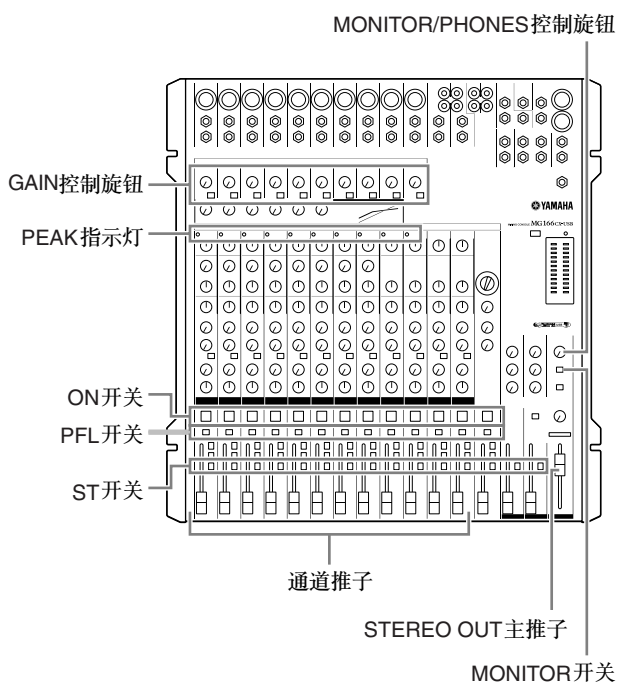 MONITOR/PHONES控制旋钮
GAIN控制旋钮
YAMAHA
MG166CX-USB
PEAK指示灯
ON开关
PFL开关
ST开关
通道推子
STEREO OUT主推子
MONITOR开关